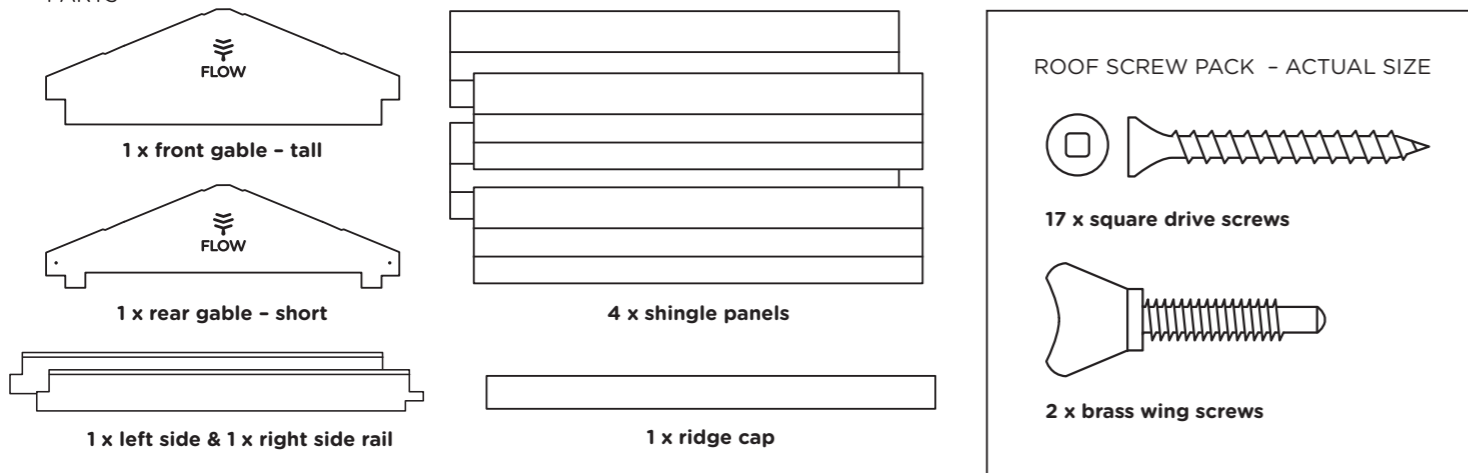 PARTS
FLOW
1 x front gable – tall
FLOW
1 x rear gable – short
1 x left side & 1 x right side rail
4 x shingle panels
1 x ridge cap
ROOF SCREW PACK – ACTUAL SIZE
17 x square drive screws
2 x brass wing screws